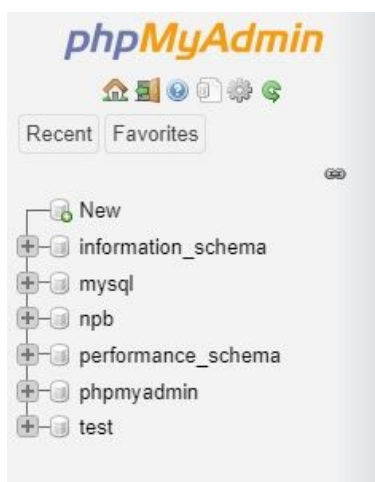 phpMyAdmin
Recent Favorites
New
information_schema
mysql
npb
performance_schema
phpmyadmin
test